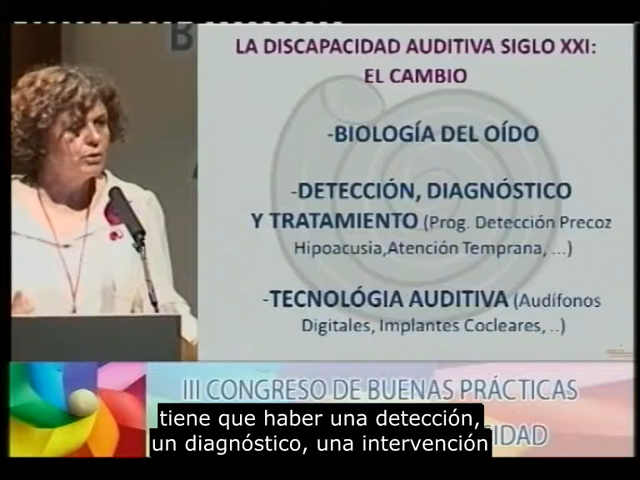 LA DISCAPACIDAD AUDITIVA SIGLO XXI:
EL CAMBIO
-BIOLOGÍA DEL OÍDO
-DETECCIÓN, DIAGNÓSTICO
Y TRATAMIENTO (Prog. Detección Precoz
Hipoacusia,Atención Temprana, ...)
-TECNOLÓGIA AUDITIVA (Audífonos
Digitales, Implantes Cocleares, ..)
III CONGRESO DE BUENAS PRÁCTICAS
tiene que haber una detección,
un diagnóstico, una intervención